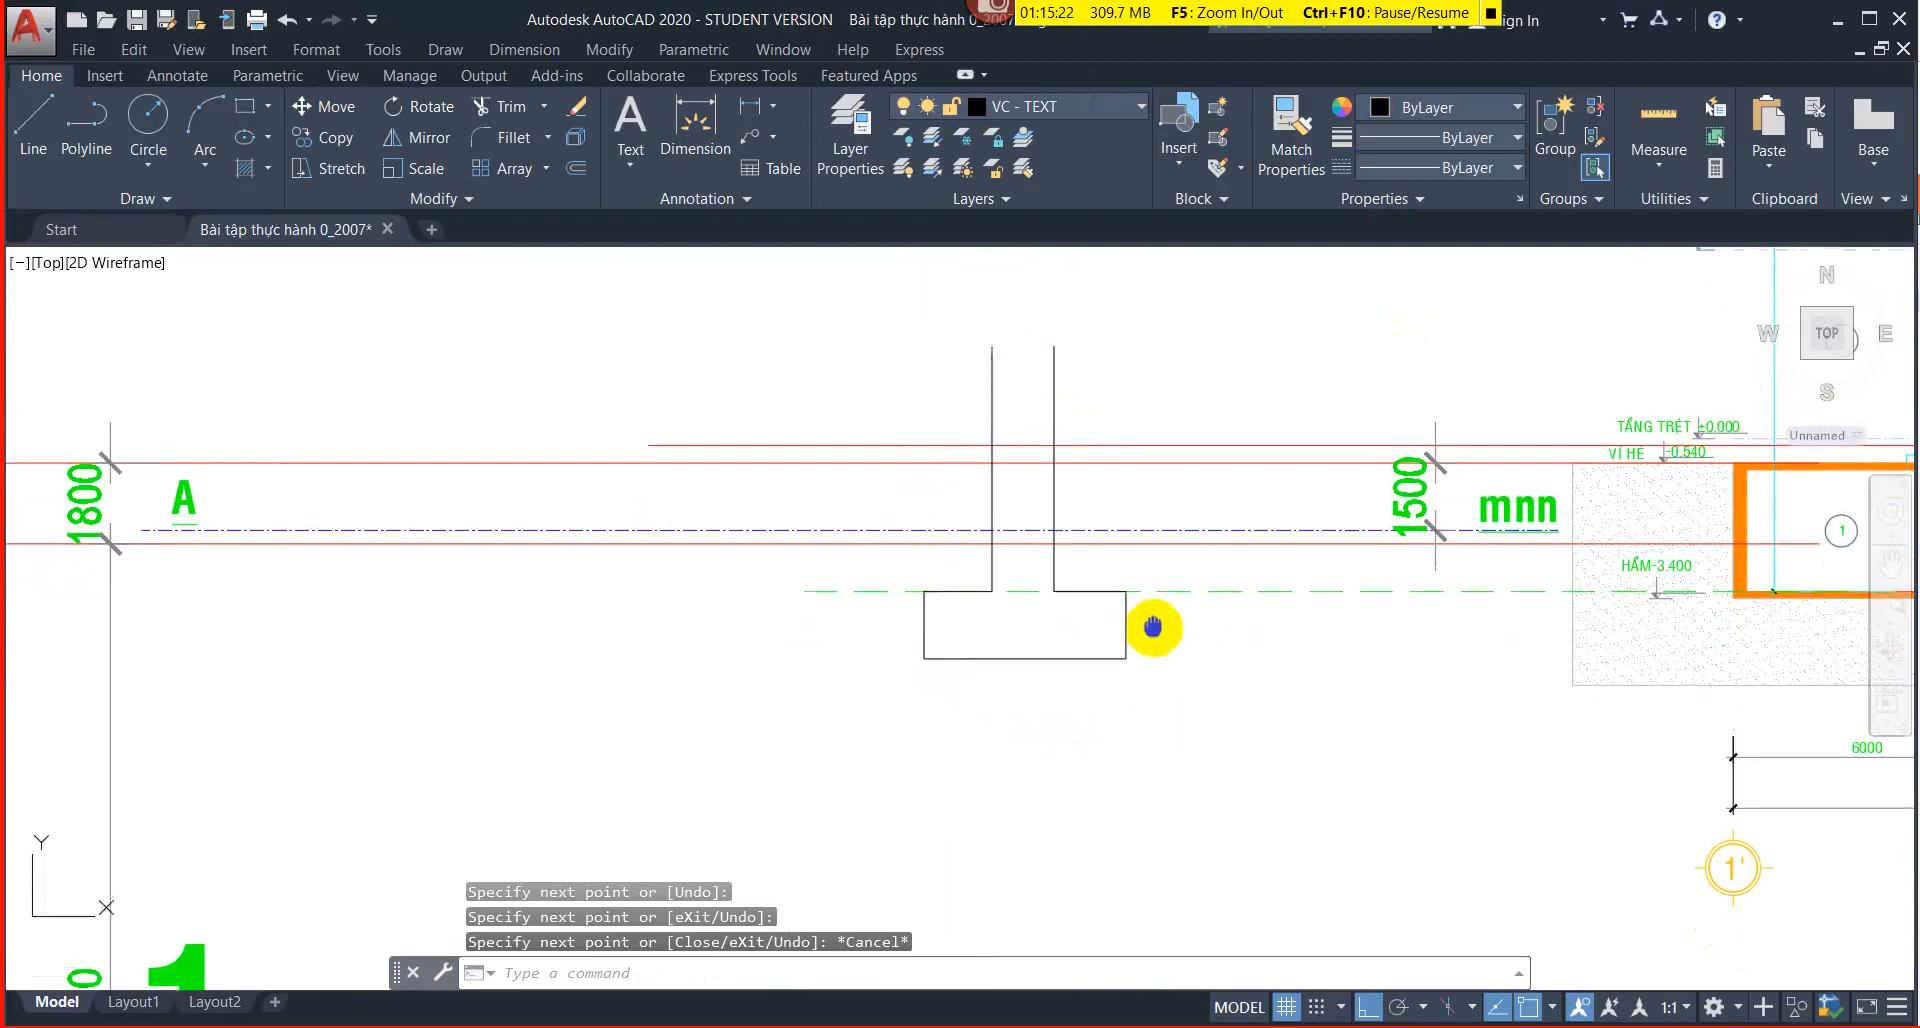 Autodesk AutoCAD 2020 - STUDENT VERSION Bài tập thực hành 0_2007
01:15:22 309.7 MB F5: Zoom In/Out Ctrl+F10: Pause/Resume
File Edit View Insert Format Tools Draw Dimension Modify Parametric Window Help Express
Home Insert Annotate Parametric View Manage Output Add-ins Collaborate Express Tools Featured Apps
Line Polyline Circle Arc
Move Rotate Trim
Copy Mirror Fillet
Stretch Scale Array
Text Dimension Table
Layer Properties
VC - TEXT
Insert
Match Properties
ByLayer
ByLayer
ByLayer
Group Measure Paste Base
Draw Modify Annotation Layers Block Properties Groups Utilities Clipboard View
Start Bài tập thực hành 0_2007*
[−][Top][2D Wireframe]
N
W TOP E
S
Unnamed
TẦNG TRỆT ±0.000
VỈ HÈ -0.540
1800
A
1500
mnn
1
HẦM-3.400
6000
1'
Y
X
1
0
Specify next point or [Undo]:
Specify next point or [eXit/Undo]:
Specify next point or [Close/eXit/Undo]: *Cancel*
Type a command
Model Layout1 Layout2
MODEL 1:1